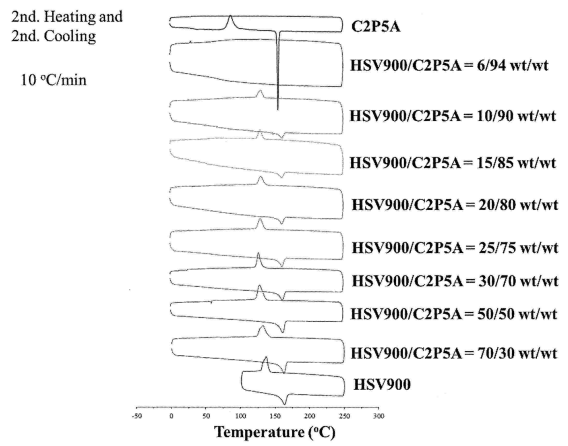 2nd. Heating and
2nd. Cooling
10 °C/min
C2P5A
HSV900/C2P5A = 6/94 wt/wt
HSV900/C2P5A = 10/90 wt/wt
HSV900/C2P5A = 15/85 wt/wt
HSV900/C2P5A = 20/80 wt/wt
HSV900/C2P5A = 25/75 wt/wt
HSV900/C2P5A = 30/70 wt/wt
HSV900/C2P5A = 50/50 wt/wt
HSV900/C2P5A = 70/30 wt/wt
HSV900
-50 0 50 100 150 200 250 300
Temperature (°C)